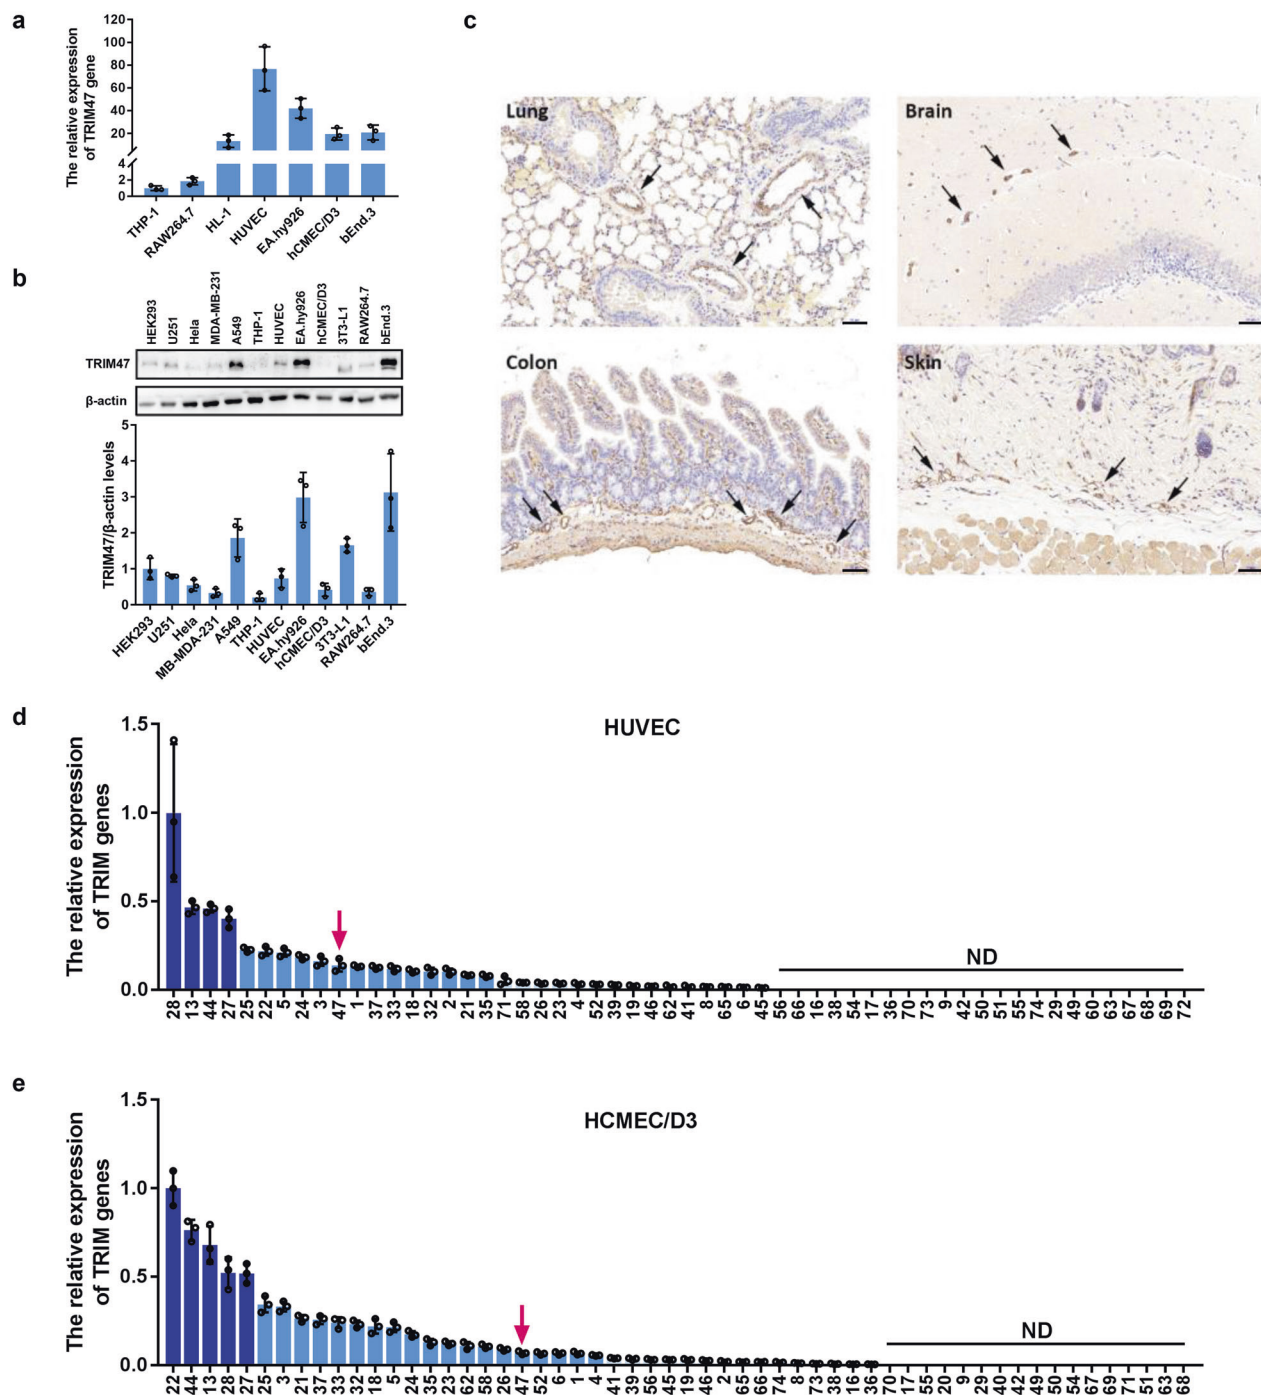 a
The relative expression
of TRIM47 gene
120
100
80
60
40
20
4
2
0
THP-1
RAW264.7
HL-1
HUVEC
EA.hy926
hCMEC/D3
bEnd.3
b
HEK293
U251
Hela
MDA-MB-231
A549
THP-1
HUVEC
EA.hy926
hCMEC/D3
3T3-L1
RAW264.7
bEnd.3
TRIM47
β-actin
TRIM47/β-actin levels
5
4
3
2
1
0
HEK293
U251
Hela
MB-MDA-231
A549
THP-1
HUVEC
EA.hy926
hCMEC/D3
3T3-L1
RAW264.7
bEnd.3
c
Lung
Brain
Colon
Skin
d
HUVEC
The relative expression
of TRIM genes
1.5
1.0
0.5
0.0
ND
28 13 44 27 25 22 5 24 3 47 1 37 33 18 32 2 21 35 71 58 26 23 4 52 39 19 46 62 41 8 65 6 45 56 66 16 38 54 17 36 70 73 9 42 50 51 55 74 29 49 60 63 67 68 69 72
e
HCMEC/D3
The relative expression
of TRIM genes
1.5
1.0
0.5
0.0
ND
22 44 13 28 27 25 3 21 37 33 32 18 5 24 35 23 62 58 26 47 52 6 1 4 41 39 56 45 19 46 2 65 66 74 8 73 38 16 36 70 17 20 9 29 40 50 49 55 60 69 71 51 63 68